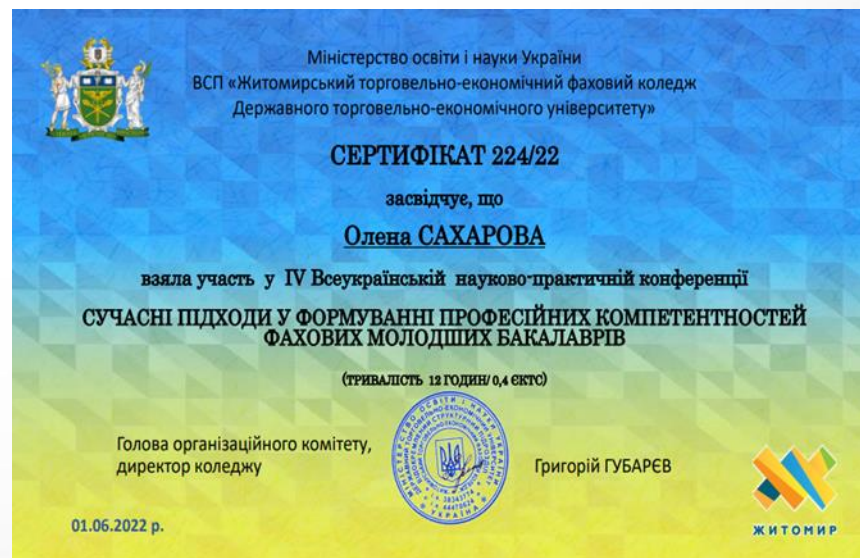 Міністерство освіти і науки України
ВСП «Житомирський торговельно-економічний фаховий коледж
Державного торговельно-економічного університету»
СЕРТИФІКАТ 224/22
засвідчує, що
Олена САХАРОВА
взяла участь у IV Всеукраїнській науково-практичній конференції
СУЧАСНІ ПІДХОДИ У ФОРМУВАННІ ПРОФЕСІЙНИХ КОМПЕТЕНТНОСТЕЙ
ФАХОВИХ МОЛОДШИХ БАКАЛАВРІВ
(ТРИВАЛІСТЬ 12 ГОДИН/ 0,4 ЄКТС)
Голова організаційного комітету,
директор коледжу
Григорій ГУБАРЄВ
01.06.2022 р.
ЖИТОМИР